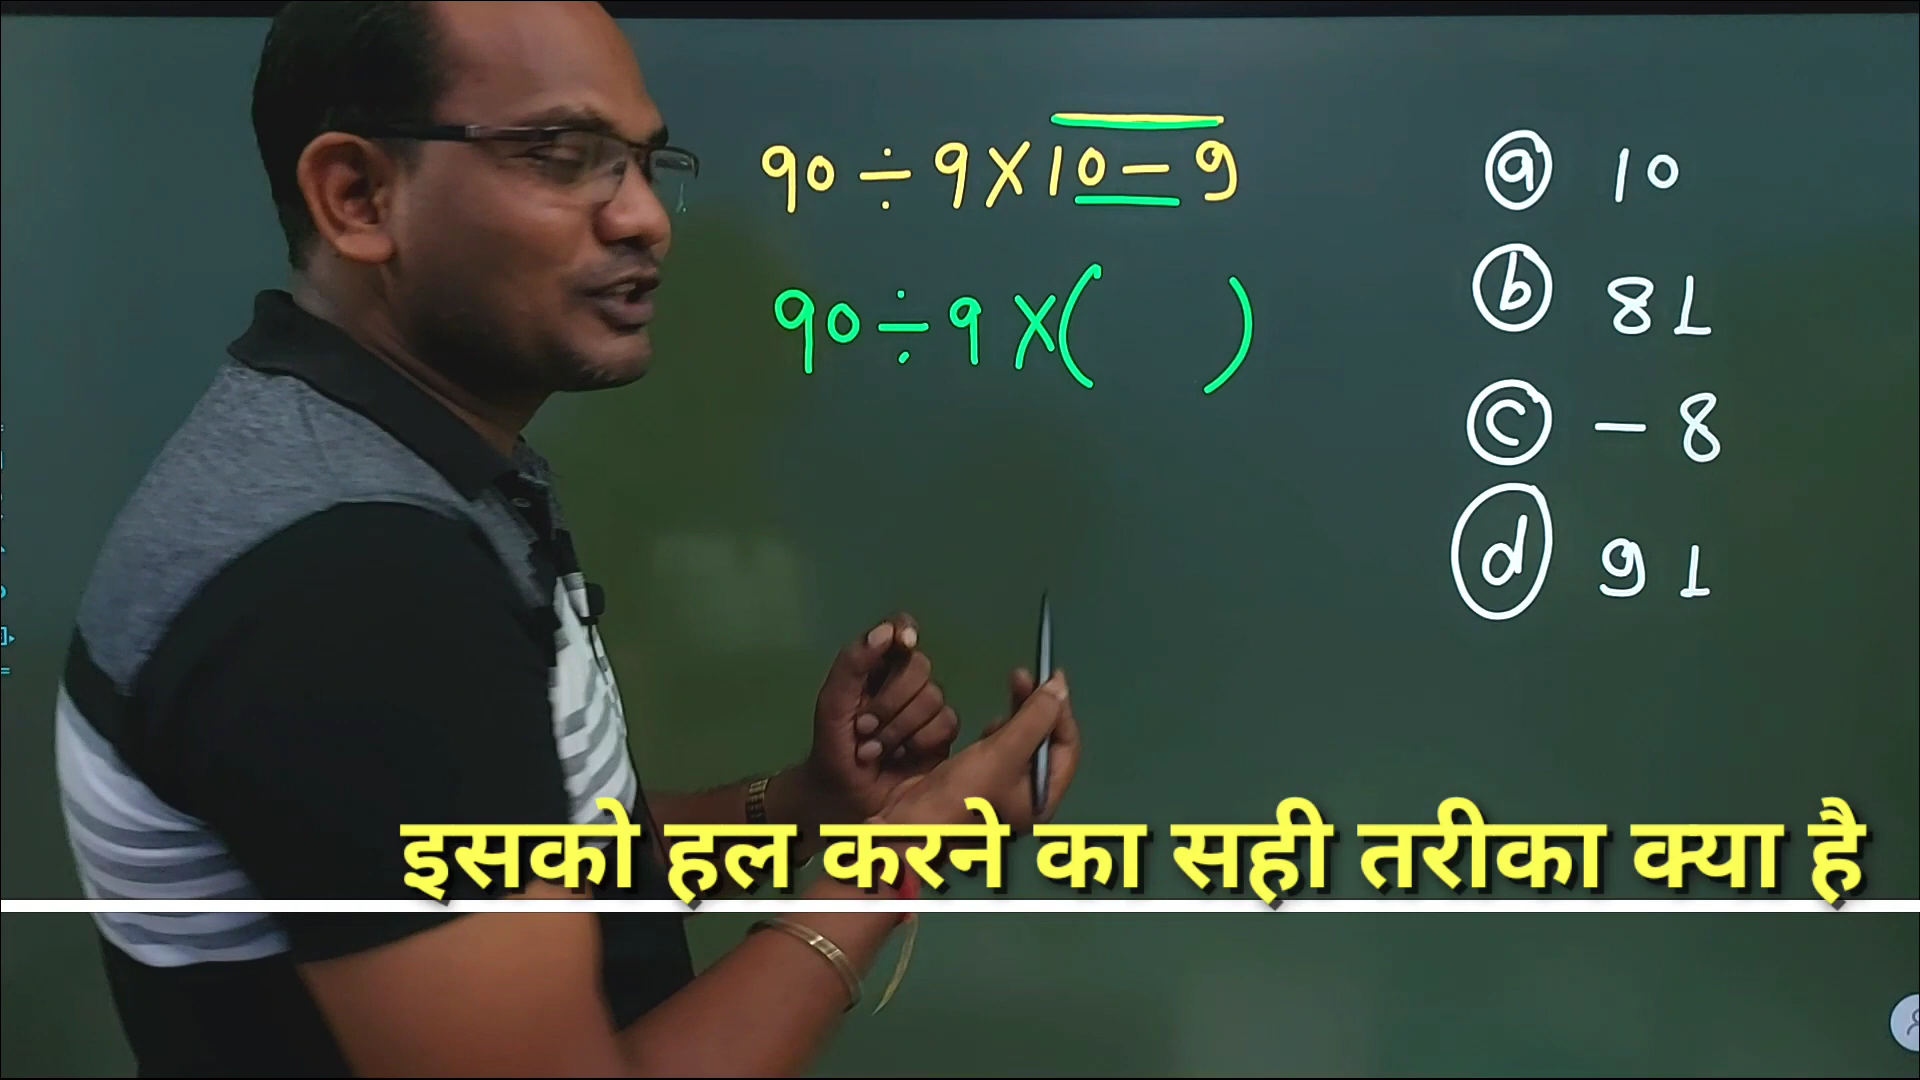 90 ÷ 9 × 10 - 9
90 ÷ 9 × ( )
a 10
b 81
c - 8
d 91
इसको हल करने का सही तरीका क्या है